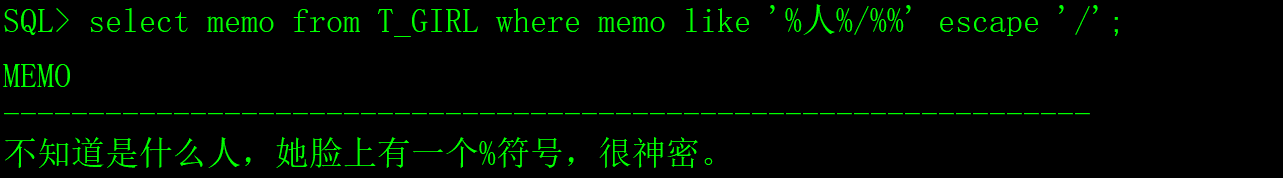 SQL> select memo from T_GIRL where memo like '%人%/%%' escape '/';
MEMO
----------------------------------------------------------------
不知道是什么人，她脸上有一个%符号，很神密。